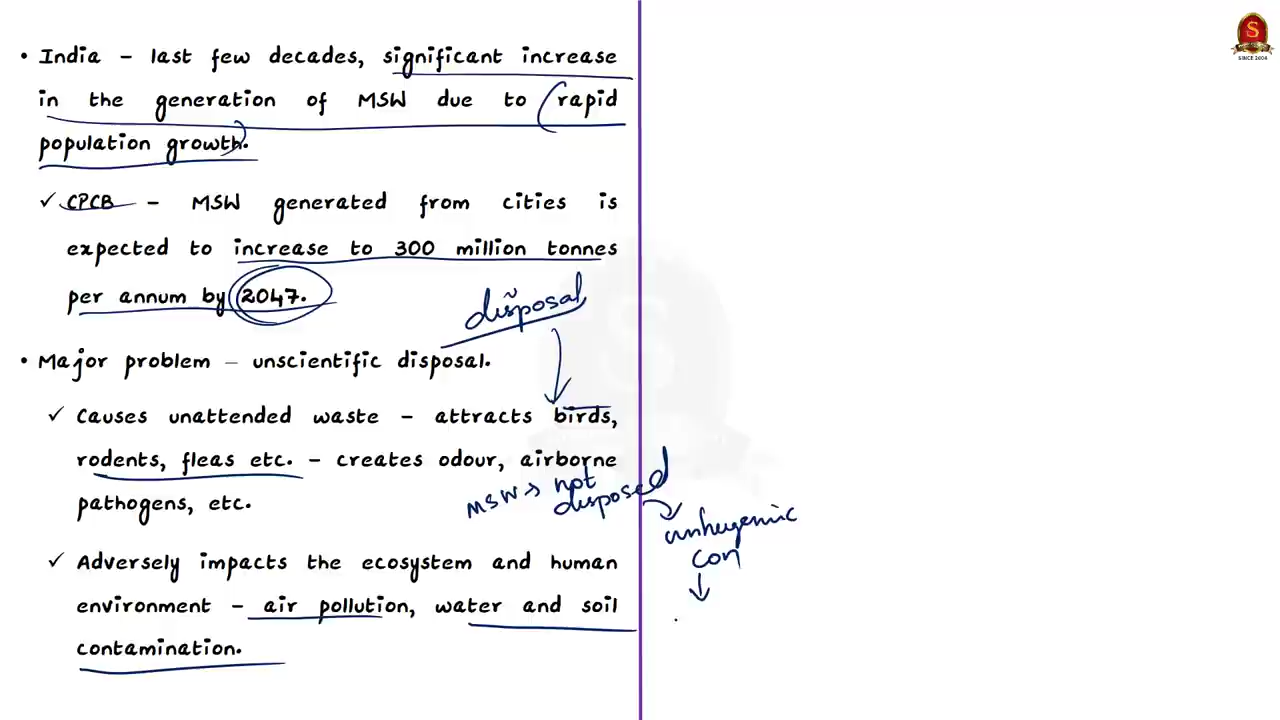 • India – last few decades, significant increase
in the generation of MSW due to rapid
population growth.
✓ CPCB – MSW generated from cities is
expected to increase to 300 million tonnes
per annum by 2047.
disposal
• Major problem – unscientific disposal.
✓ Causes unattended waste – attracts birds,
rodents, fleas etc. – creates odour, airborne
pathogens, etc.
MSW → not
disposed
unhygenic
con
✓ Adversely impacts the ecosystem and human
environment – air pollution, water and soil
contamination.
S
SINCE 2004